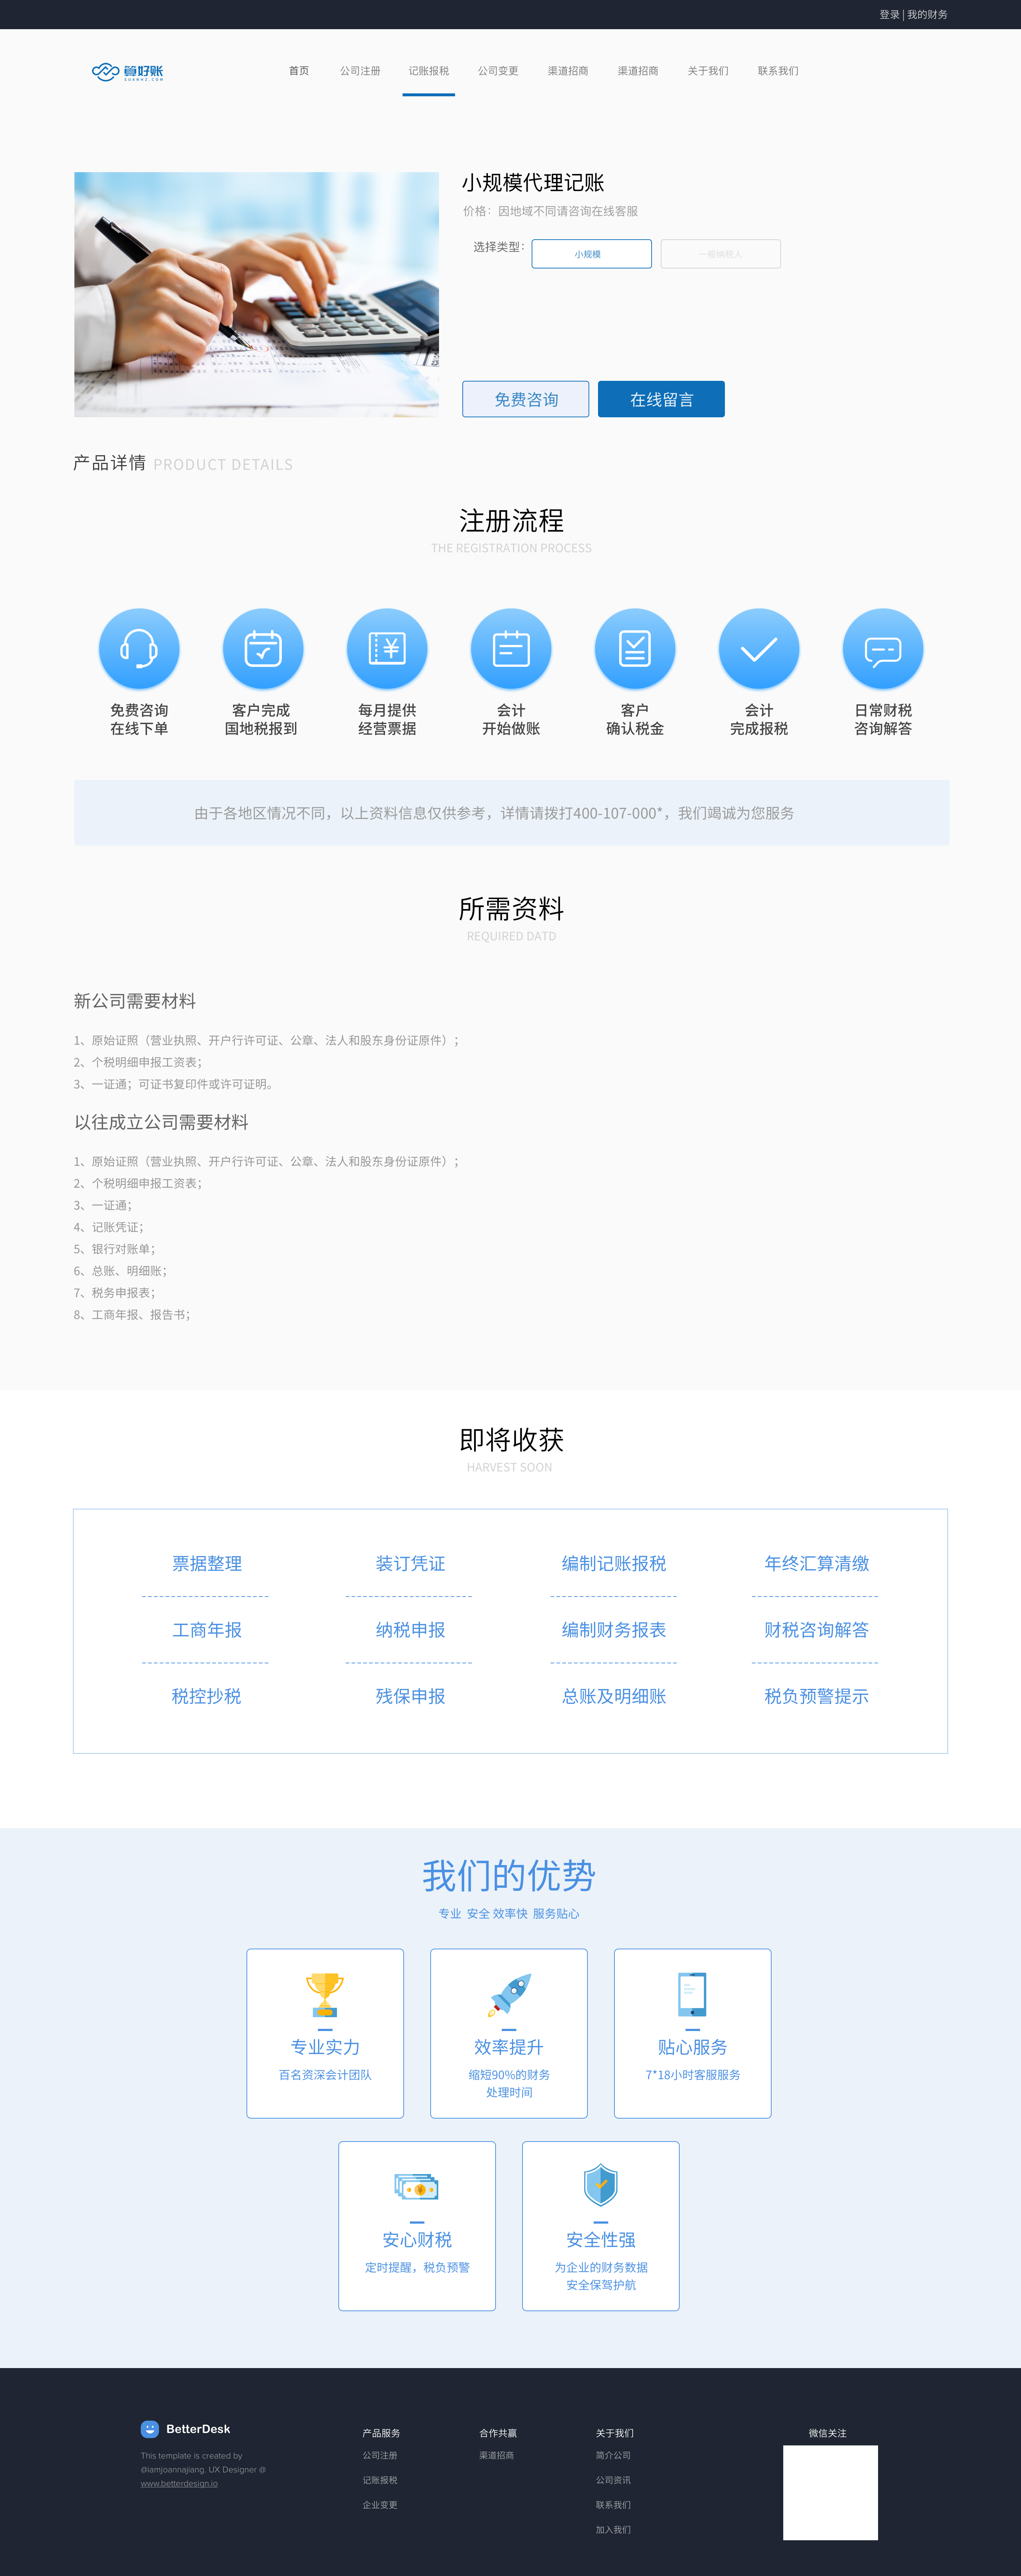 登录 | 我的财务
算好账
SUANHZ.COM
首页 公司注册 记账报税 公司变更 渠道招商 渠道招商 关于我们 联系我们
小规模代理记账
价格：因地域不同请咨询在线客服
选择类型：
小规模
一般纳税人
免费咨询
在线留言
产品详情 PRODUCT DETAILS
注册流程
THE REGISTRATION PROCESS
免费咨询
在线下单
客户完成
国地税报到
每月提供
经营票据
会计
开始做账
客户
确认税金
会计
完成报税
日常财税
咨询解答
由于各地区情况不同，以上资料信息仅供参考，详情请拨打400-107-000*，我们竭诚为您服务
所需资料
REQUIRED DATD
新公司需要材料
1、原始证照（营业执照、开户行许可证、公章、法人和股东身份证原件）；
2、个税明细申报工资表；
3、一证通；可证书复印件或许可证明。
以往成立公司需要材料
1、原始证照（营业执照、开户行许可证、公章、法人和股东身份证原件）；
2、个税明细申报工资表；
3、一证通；
4、记账凭证；
5、银行对账单；
6、总账、明细账；
7、税务申报表；
8、工商年报、报告书；
即将收获
HARVEST SOON
票据整理 装订凭证 编制记账报税 年终汇算清缴
工商年报 纳税申报 编制财务报表 财税咨询解答
税控抄税 残保申报 总账及明细账 税负预警提示
我们的优势
专业 安全 效率快 服务贴心
专业实力
百名资深会计团队
效率提升
缩短90%的财务
处理时间
贴心服务
7*18小时客服服务
安心财税
定时提醒，税负预警
安全性强
为企业的财务数据
安全保驾护航
BetterDesk
This template is created by
@iamjoannajiang. UX Designer @
www.betterdesign.io
产品服务
公司注册
记账报税
企业变更
合作共赢
渠道招商
关于我们
简介公司
公司资讯
联系我们
加入我们
微信关注